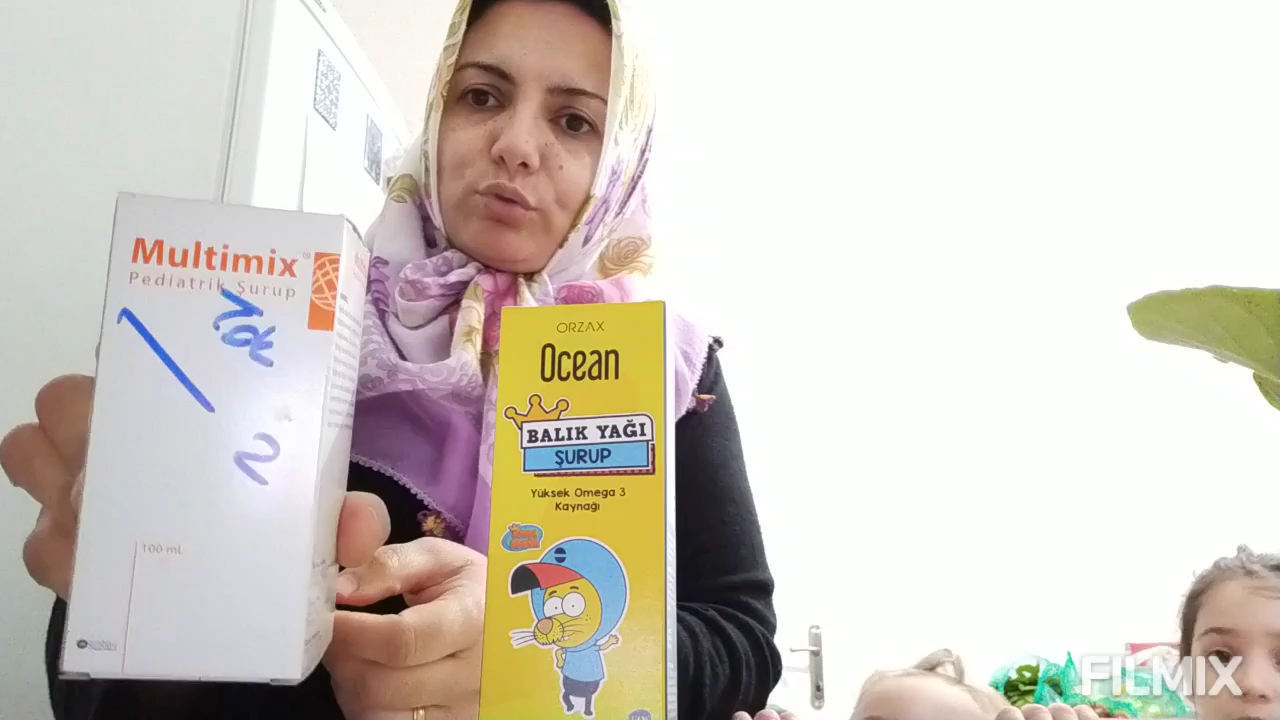 Multimix®
Pediatrik Şurup
100 mL
ORZAX
Ocean
BALIK YAĞI
ŞURUP
Yüksek Omega 3
Kaynağı
FILMIX